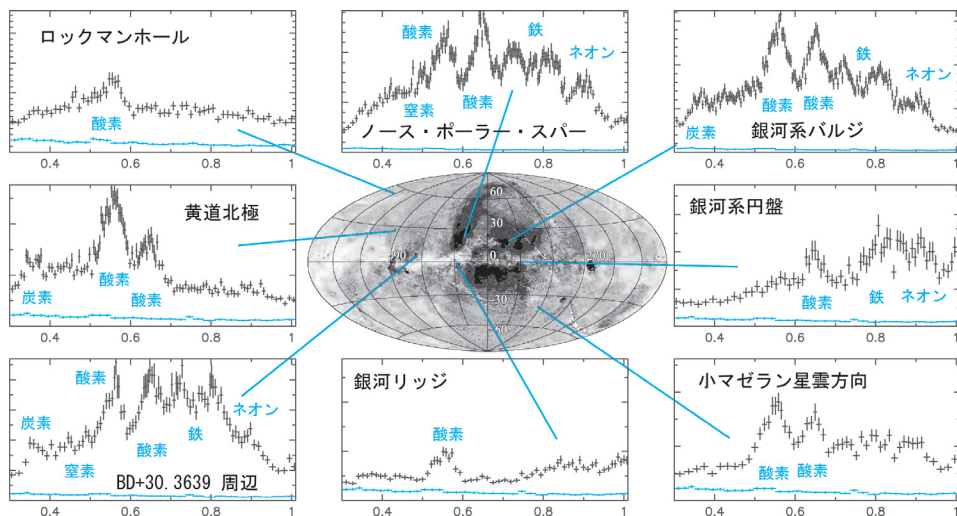 ロックマンホール
酸素
0.4 0.6 0.8 1
酸素
鉄
ネオン
窒素
酸素
ノース・ポーラー・スパー
0.4 0.6 0.8 1
鉄
ネオン
酸素
酸素
炭素
銀河系バルジ
0.4 0.6 0.8 1
黄道北極
炭素
酸素
酸素
0.4 0.6 0.8 1
60
30
90
0
270
-30
-60
銀河系円盤
酸素
鉄
ネオン
0.4 0.6 0.8 1
酸素
ネオン
炭素
窒素
酸素
鉄
BD+30.3639 周辺
0.4 0.6 0.8 1
銀河リッジ
酸素
0.4 0.6 0.8 1
小マゼラン星雲方向
酸素
酸素
0.4 0.6 0.8 1